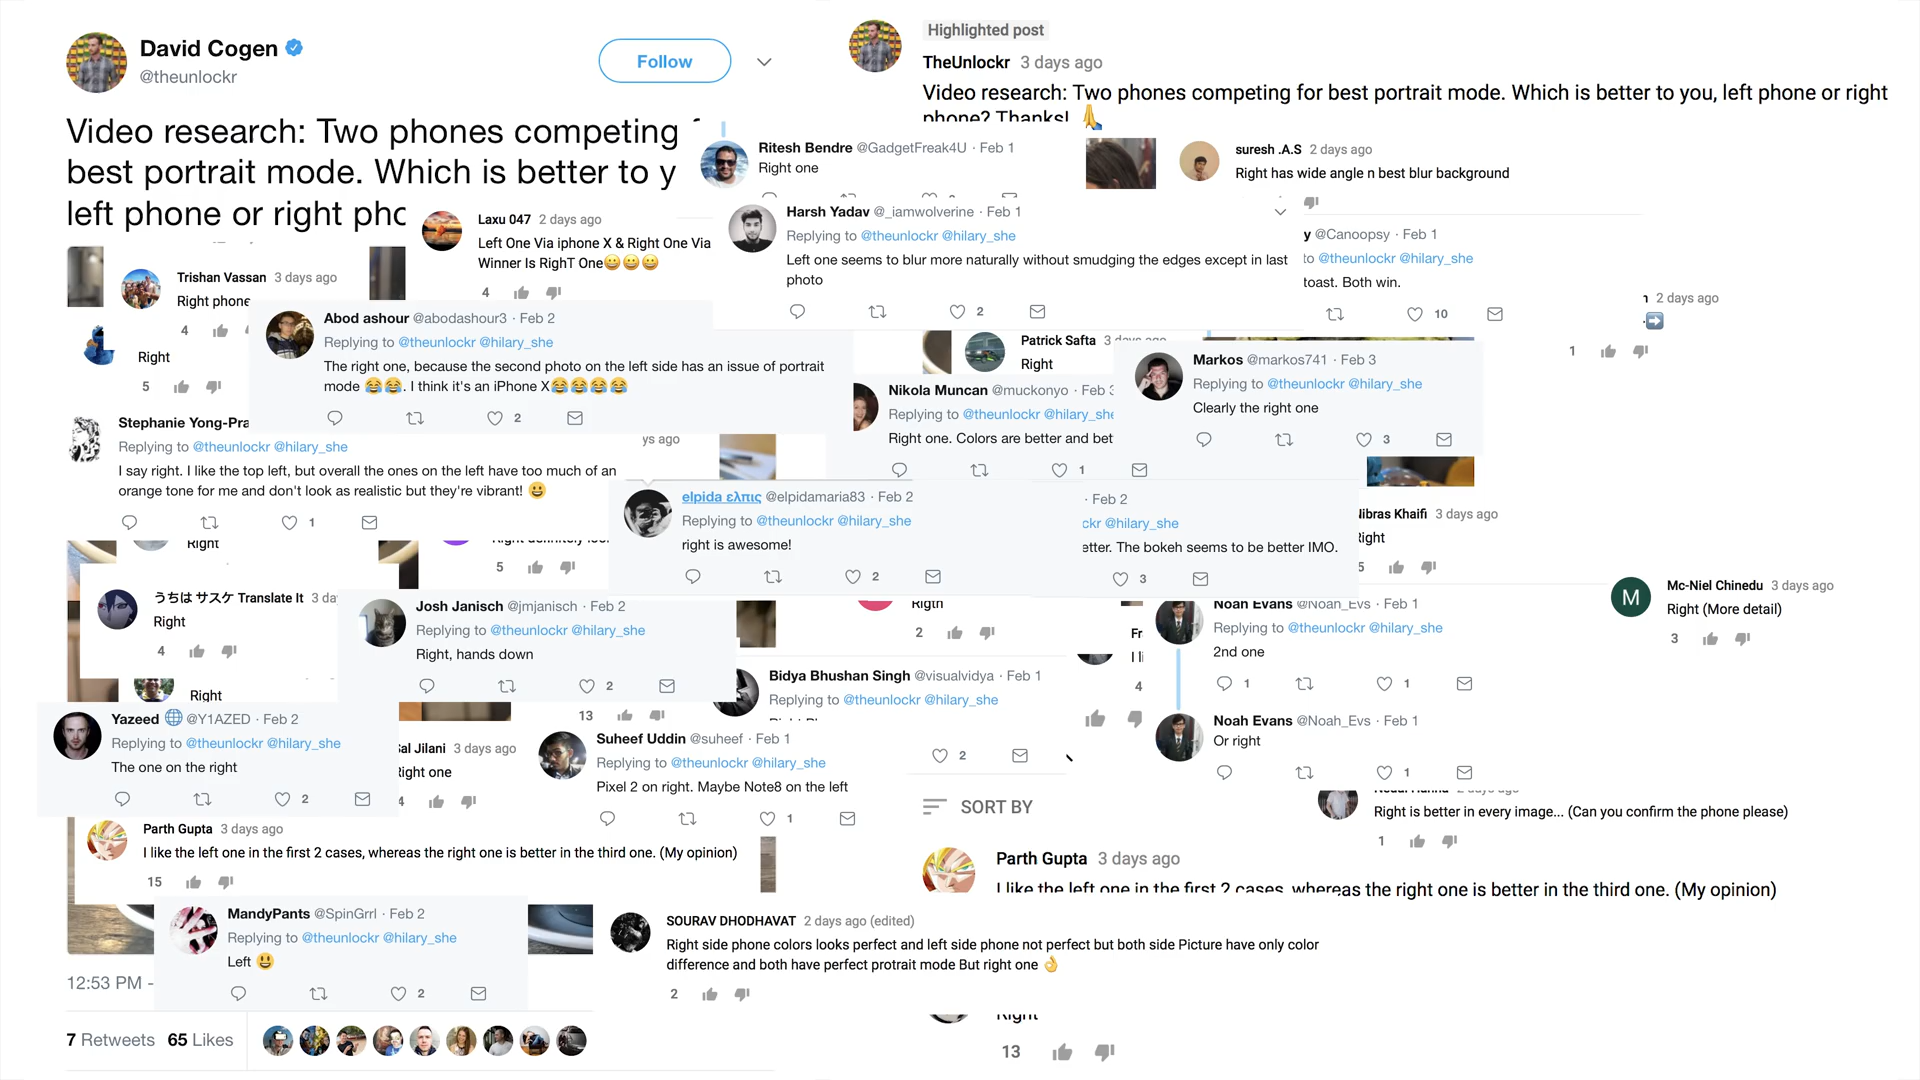 David Cogen
@theunlockr
Follow
Video research: Two phones competing
best portrait mode. Which is better to y
left phone or right pho
Highlighted post
TheUnlockr 3 days ago
Video research: Two phones competing for best portrait mode. Which is better to you, left phone or right
phone? Thanks!
Ritesh Bendre @GadgetFreak4U · Feb 1
Right one
suresh .A.S 2 days ago
Right has wide angle n best blur background
Laxu 047 2 days ago
Left One Via iphone X & Right One Via
Winner Is RighT One😀😀😀
4
Harsh Yadav @_iamwolverine · Feb 1
Replying to @theunlockr @hilary_she
Left one seems to blur more naturally without smudging the edges except in last
photo
2
y @Canoopsy · Feb 1
to @theunlockr @hilary_she
toast. Both win.
10
2 days ago
➡
1
Trishan Vassan 3 days ago
Right phone
4
Right
5
Abod ashour @abodashour3 · Feb 2
Replying to @theunlockr @hilary_she
The right one, because the second photo on the left side has an issue of portrait
mode 😂😂. I think it's an iPhone X😂😂😂😂
2
Patrick Safta 3 days ago
Right
Markos @markos741 · Feb 3
Replying to @theunlockr @hilary_she
Clearly the right one
3
Nikola Muncan @muckonyo · Feb 3
Replying to @theunlockr @hilary_she
Right one. Colors are better and bet
1
Stephanie Yong-Pra
Replying to @theunlockr @hilary_she
I say right. I like the top left, but overall the ones on the left have too much of an
orange tone for me and don't look as realistic but they're vibrant! 😀
1
ys ago
elpida ελπις @elpidamaria83 · Feb 2
Replying to @theunlockr @hilary_she
right is awesome!
2
· Feb 2
ckr @hilary_she
etter. The bokeh seems to be better IMO.
3
Nibras Khaifi 3 days ago
Right
5
Right
Right definitely
5
うちは サスケ Translate It 3 da
Right
4
Josh Janisch @jmjanisch · Feb 2
Replying to @theunlockr @hilary_she
Right, hands down
2
Rigth
2
Fr
I li
4
Noah Evans @Noah_Evs · Feb 1
Replying to @theunlockr @hilary_she
2nd one
1 1
Noah Evans @Noah_Evs · Feb 1
Or right
1
M
Mc-Niel Chinedu 3 days ago
Right (More detail)
3
Right
Bidya Bhushan Singh @visualvidya · Feb 1
Replying to @theunlockr @hilary_she
2
13
Yazeed @Y1AZED · Feb 2
Replying to @theunlockr @hilary_she
The one on the right
2
Sal Jilani 3 days ago
Right one
4
Suheef Uddin @suheef · Feb 1
Replying to @theunlockr @hilary_she
Pixel 2 on right. Maybe Note8 on the left
1
SORT BY
Right is better in every image... (Can you confirm the phone please)
1
Parth Gupta 3 days ago
I like the left one in the first 2 cases, whereas the right one is better in the third one. (My opinion)
15
Parth Gupta 3 days ago
I like the left one in the first 2 cases, whereas the right one is better in the third one. (My opinion)
MandyPants @SpinGrrl · Feb 2
Replying to @theunlockr @hilary_she
Left 😃
2
SOURAV DHODHAVAT 2 days ago (edited)
Right side phone colors looks perfect and left side phone not perfect but both side Picture have only color
difference and both have perfect protrait mode But right one 👌
2
12:53 PM -
7 Retweets 65 Likes
Right
13